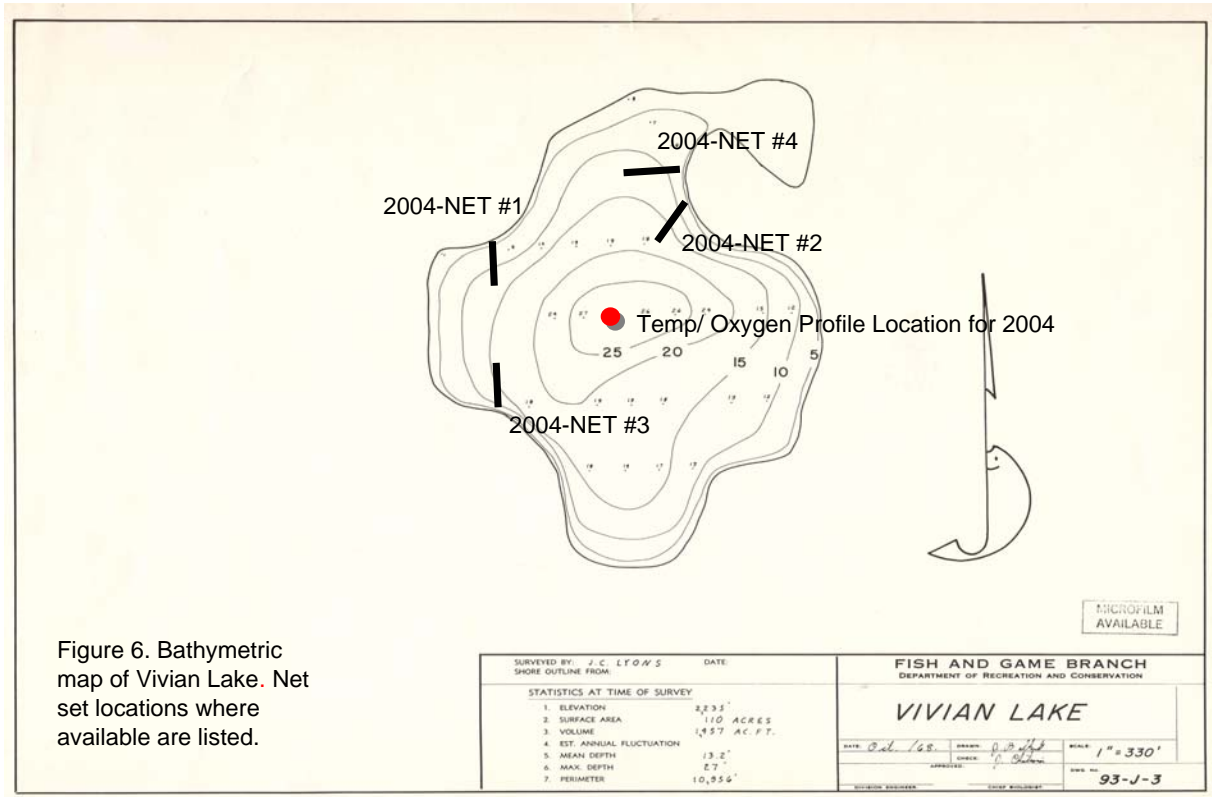 2004-NET #4
2004-NET #1
2004-NET #2
Temp/ Oxygen Profile Location for 2004
25
20
15
10
5
2004-NET #3
MICROFILM
AVAILABLE
Figure 6. Bathymetric
map of Vivian Lake. Net
set locations where
available are listed.
SURVEYED BY: J.C. LYONS DATE:
SHORE OUTLINE FROM:
STATISTICS AT TIME OF SURVEY
1. ELEVATION 2,235'
2. SURFACE AREA 110 ACRES
3. VOLUME 1,457 AC. FT.
4. EST. ANNUAL FLUCTUATION
5. MEAN DEPTH 13.2'
6. MAX. DEPTH 27'
7. PERIMETER 10,956'
FISH AND GAME BRANCH
DEPARTMENT OF RECREATION AND CONSERVATION
VIVIAN LAKE
DATE: Oct. /68. DRAWN:
CHECK:
SCALE: 1" = 330'
APPROVED:
DIVISION ENGINEER. CHIEF BIOLOGIST.
DWG. No. 93-J-3